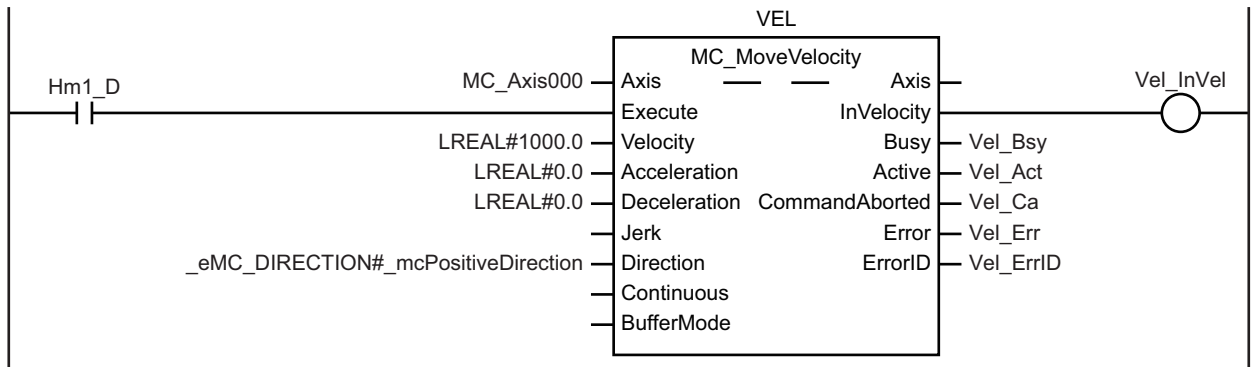 VEL
MC_MoveVelocity
Hm1_D
MC_Axis000 Axis Axis Vel_InVel
Execute InVelocity
LREAL#1000.0 Velocity Busy Vel_Bsy
LREAL#0.0 Acceleration Active Vel_Act
LREAL#0.0 Deceleration CommandAborted Vel_Ca
Jerk Error Vel_Err
_eMC_DIRECTION#_mcPositiveDirection Direction ErrorID Vel_ErrID
Continuous
BufferMode